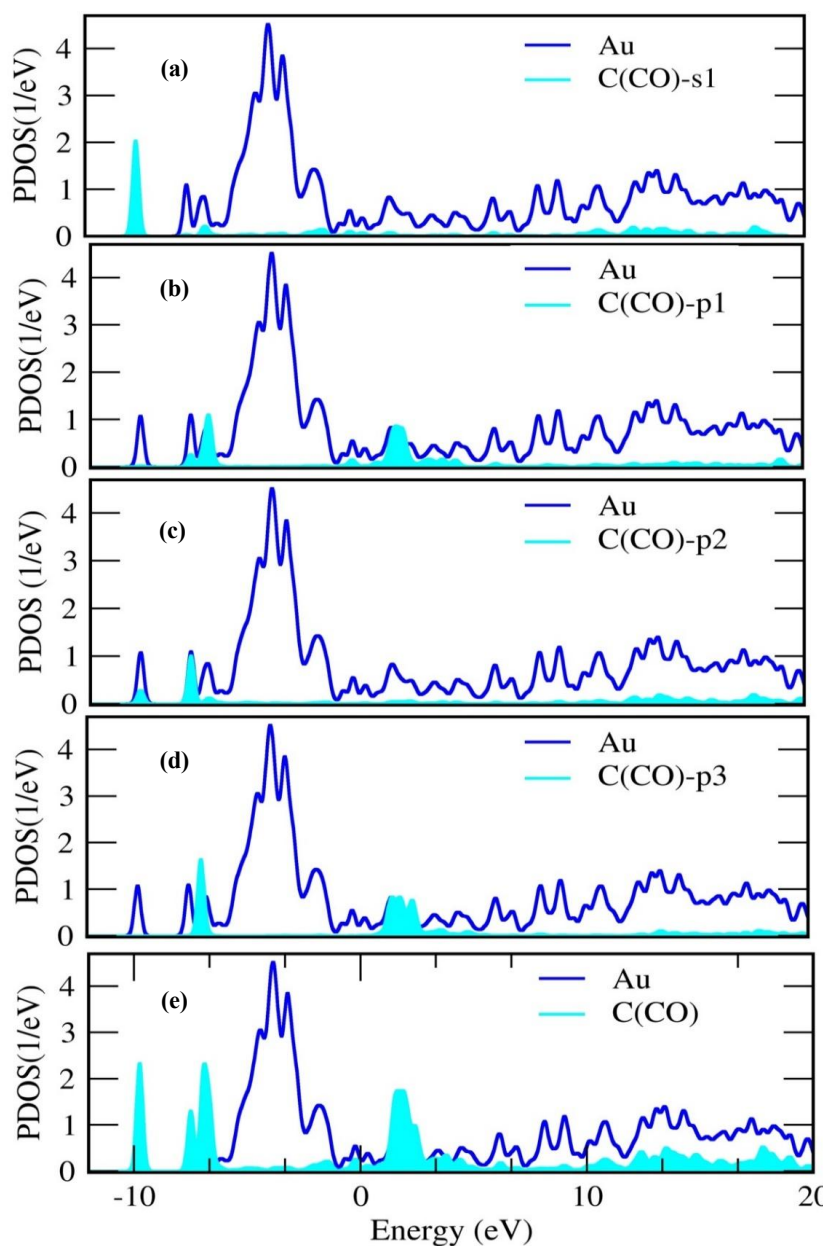 PDOS(1/eV)
4
3
2
1
0
(a)
Au
C(CO)-s1
PDOS(1/eV)
4
3
2
1
0
(b)
Au
C(CO)-p1
PDOS (1/eV)
4
3
2
1
0
(c)
Au
C(CO)-p2
PDOS(1/eV)
4
3
2
1
0
(d)
Au
C(CO)-p3
PDOS(1/eV)
4
3
2
1
0
(e)
Au
C(CO)
-10 0 10 20
Energy (eV)